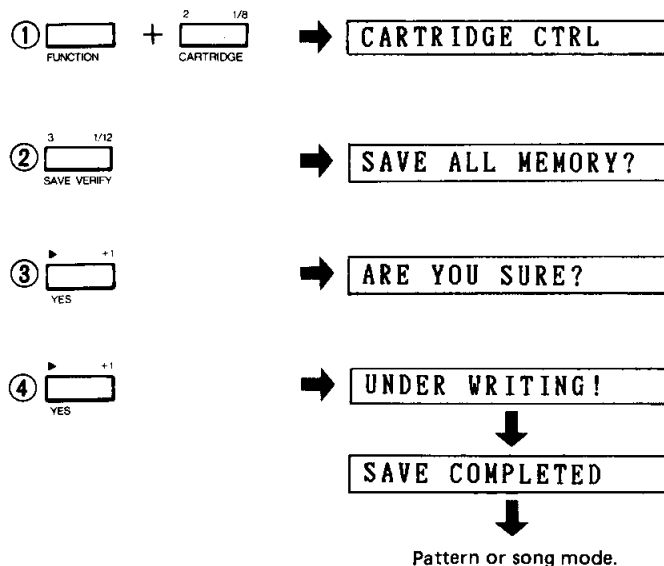 2 1/8
① + CARTRIDGE CTRL
FUNCTION CARTRIDGE
3 1/12
② SAVE ALL MEMORY?
SAVE VERIFY
▶ +1
③ ARE YOU SURE?
YES
▶ +1
④ UNDER WRITING!
YES
SAVE COMPLETED
Pattern or song mode.